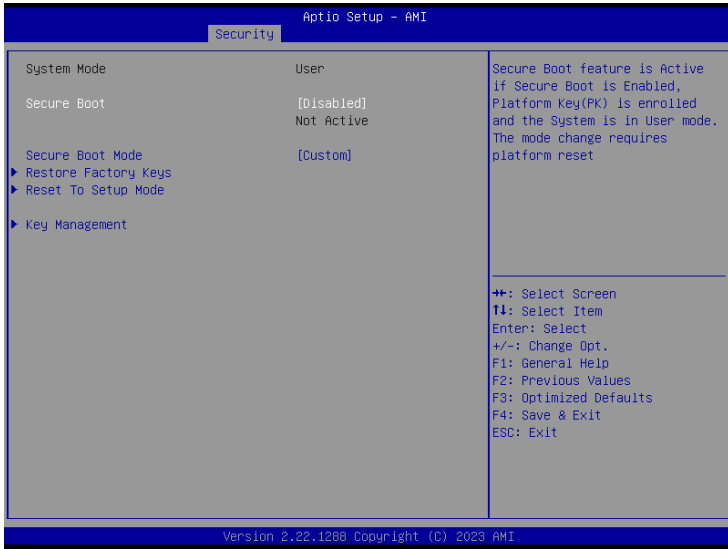 Aptio Setup – AMI
Security
System Mode User
Secure Boot [Disabled]
Not Active
Secure Boot Mode [Custom]
Restore Factory Keys
Reset To Setup Mode
Key Management
Secure Boot feature is Active
if Secure Boot is Enabled,
Platform Key(PK) is enrolled
and the System is in User mode.
The mode change requires
platform reset
→←: Select Screen
↑↓: Select Item
Enter: Select
+/-: Change Opt.
F1: General Help
F2: Previous Values
F3: Optimized Defaults
F4: Save & Exit
ESC: Exit
Version 2.22.1288 Copyright (C) 2023 AMI